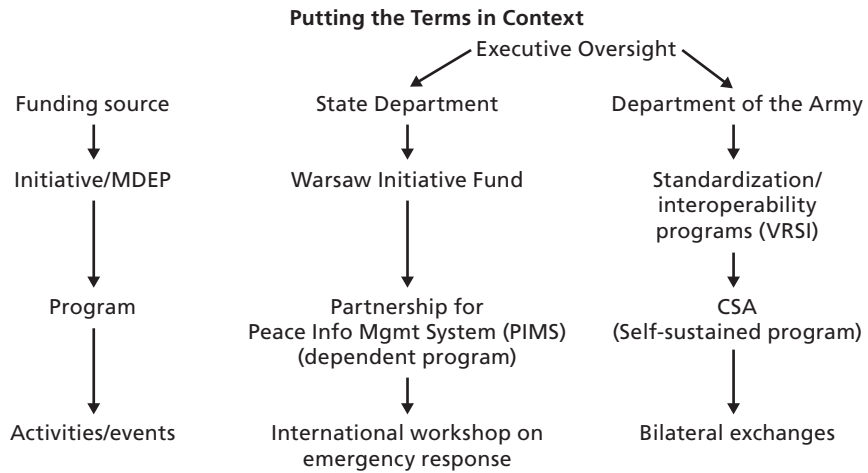 Putting the Terms in Context
Executive Oversight
Funding source
State Department
Department of the Army
Initiative/MDEP
Warsaw Initiative Fund
Standardization/
interoperability
programs (VRSI)
Program
Partnership for
Peace Info Mgmt System (PIMS)
(dependent program)
CSA
(Self-sustained program)
Activities/events
International workshop on
emergency response
Bilateral exchanges